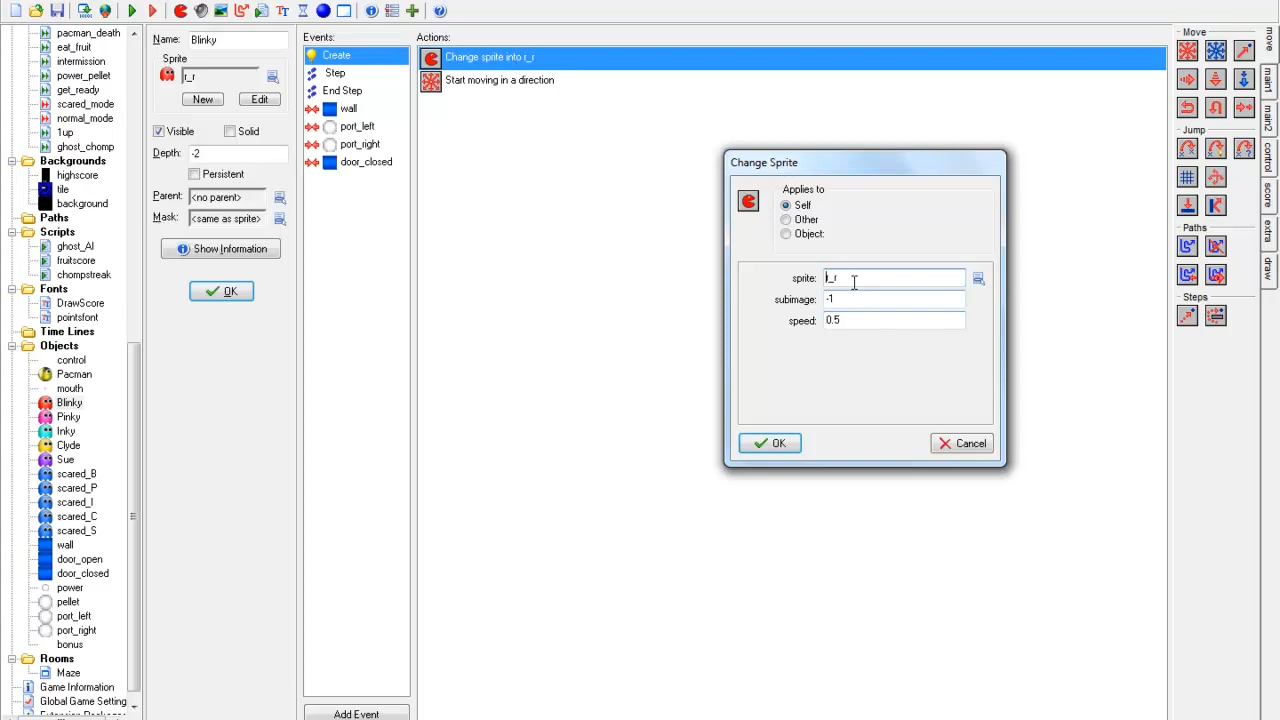 pacman_death
eat_fruit
intermission
power_pellet
get_ready
scared_mode
normal_mode
1up
ghost_chomp
Backgrounds
highscore
tile
background
Paths
Scripts
ghost_AI
fruitscore
chompstreak
Fonts
DrawScore
pointsfont
Time Lines
Objects
control
Pacman
mouth
Blinky
Pinky
Inky
Clyde
Sue
scared_B
scared_P
scared_I
scared_C
scared_S
wall
door_open
door_closed
power
pellet
port_left
port_right
bonus
Rooms
Maze
Game Information
Global Game Setting
Name: Blinky
Sprite
r_r
New Edit
Visible Solid
Depth: -2
Persistent
Parent: <no parent>
Mask: <same as sprite>
Show Information
OK
Events:
Create
Step
End Step
wall
port_left
port_right
door_closed
Add Event
Actions:
Change sprite into r_r
Start moving in a direction
Change Sprite
Applies to
Self
Other
Object:
sprite: r_r
subimage: -1
speed: 0.5
OK Cancel
Move
Jump
Paths
Steps
move
main1
main2
control
score
extra
draw